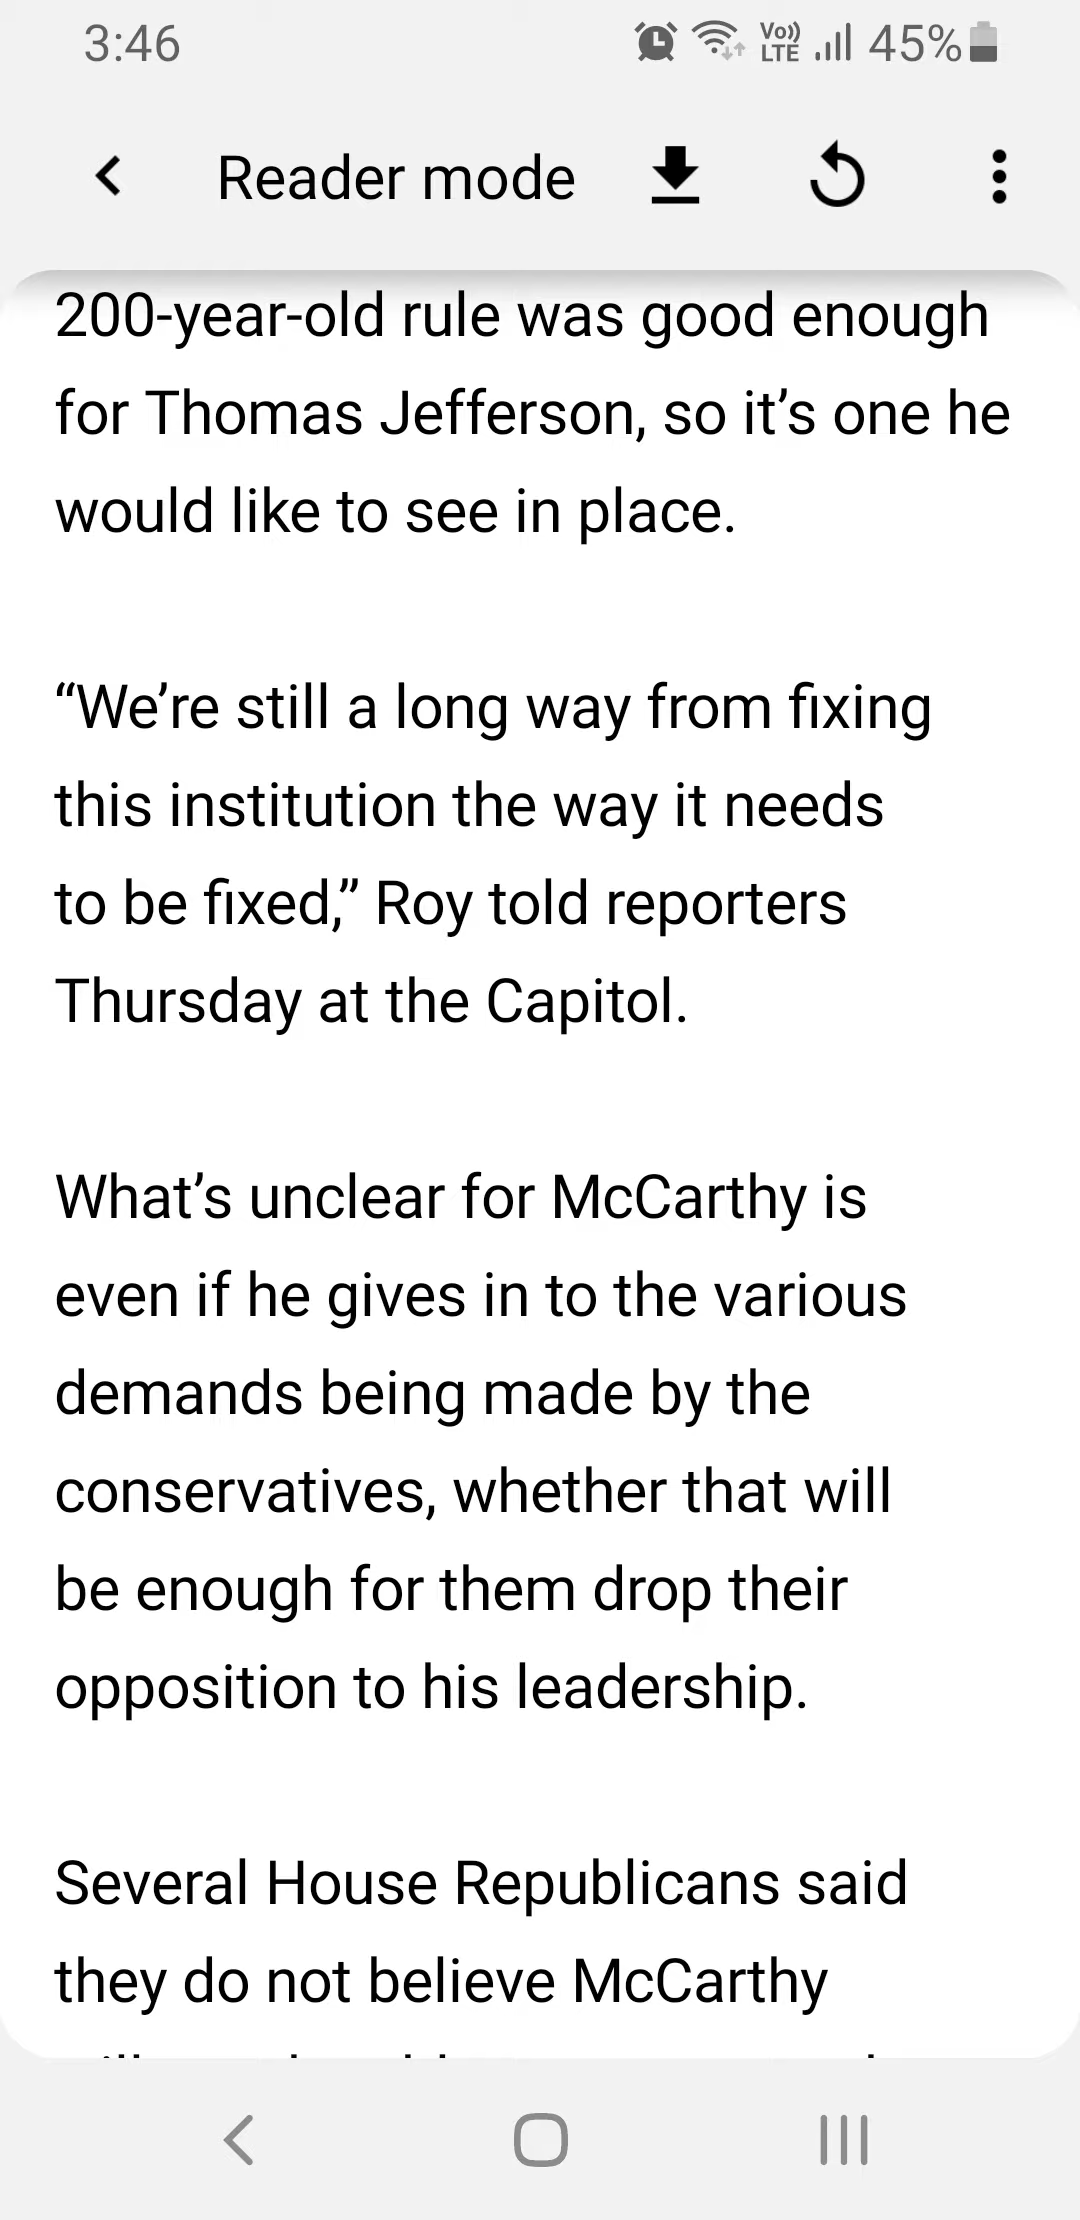 3:46
Vo)) LTE 45%
Reader mode
200-year-old rule was good enough
for Thomas Jefferson, so it’s one he
would like to see in place.
“We’re still a long way from fixing
this institution the way it needs
to be fixed,” Roy told reporters
Thursday at the Capitol.
What’s unclear for McCarthy is
even if he gives in to the various
demands being made by the
conservatives, whether that will
be enough for them drop their
opposition to his leadership.
Several House Republicans said
they do not believe McCarthy